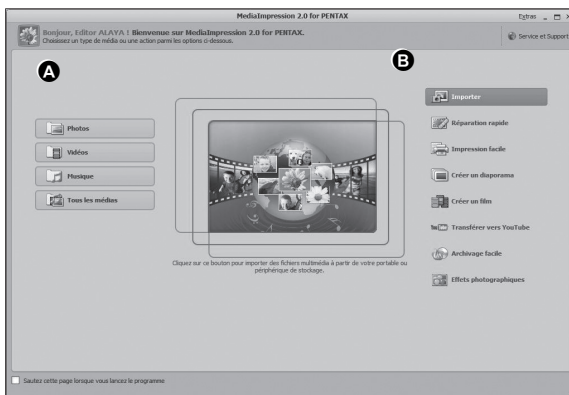 MediaImpression 2.0 for PENTAX
Extras
Bonjour, Editor ALAYA ! Bienvenue sur MediaImpression 2.0 for PENTAX.
Choisissez un type de média ou une action parmi les options ci-dessous.
Service et Support
A
B
Photos
Vidéos
Musique
Tous les médias
Importer
Réparation rapide
Impression facile
Créer un diaporama
Créer un film
Transférer vers YouTube
Archivage facile
Effets photographiques
Cliquez sur ce bouton pour importer des fichiers multimédia à partir de votre portable ou
périphérique de stockage.
Sautez cette page lorsque vous lancez le programme